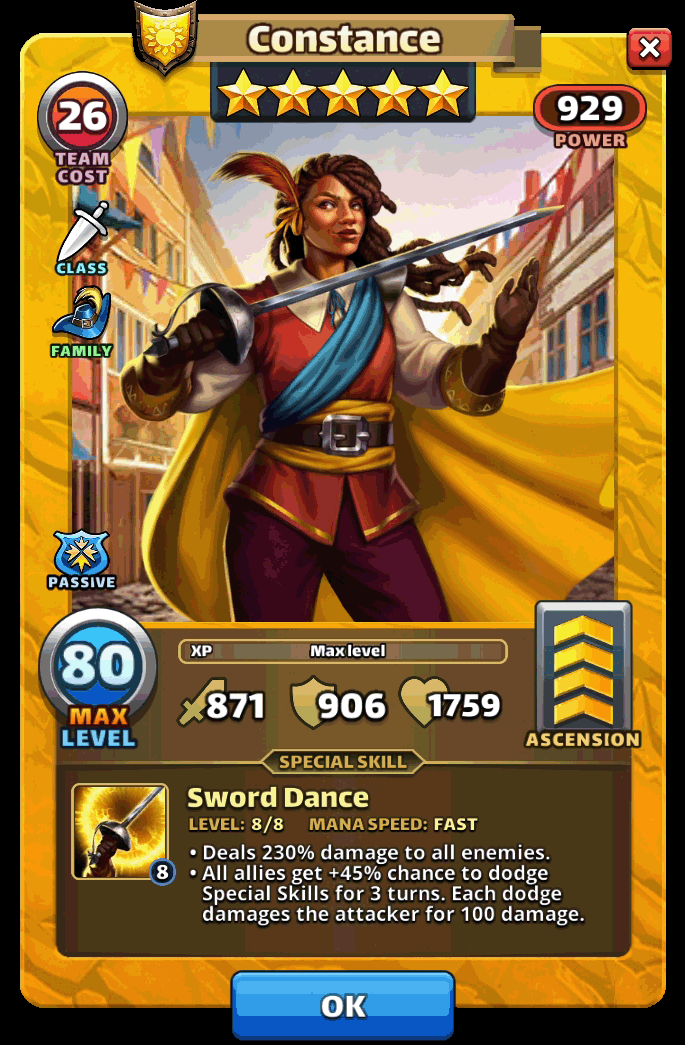 Constance
26
TEAM
COST
929
POWER
CLASS
FAMILY
PASSIVE
80
MAX
LEVEL
XP Max level
871 906 1759
ASCENSION
SPECIAL SKILL
Sword Dance
LEVEL: 8/8 MANA SPEED: FAST
8
• Deals 230% damage to all enemies.
• All allies get +45% chance to dodge
Special Skills for 3 turns. Each dodge
damages the attacker for 100 damage.
OK